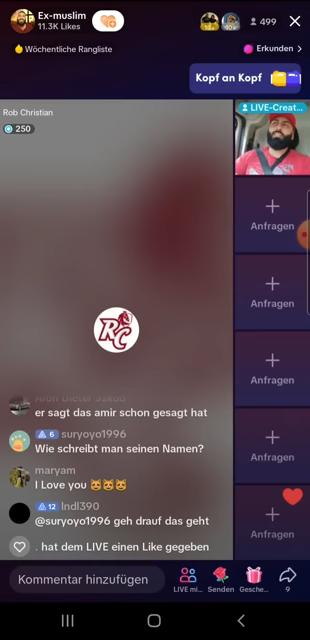 Ex-muslim
11.3K Likes
499
Wöchentliche Rangliste
Erkunden
Kopf an Kopf
Rob Christian
250
LIVE-Creat...
Anfragen
Anfragen
Anfragen
Anfragen
Anfragen
RC
er sagt das amir schon gesagt hat
6 suryoyo1996
Wie schreibt man seinen Namen?
maryam
I Love you 😻😻😻
12 lndl390
@suryoyo1996 geh drauf das geht
. hat dem LIVE einen Like gegeben
Kommentar hinzufügen
LIVE mi...
Senden
Gesche...
9